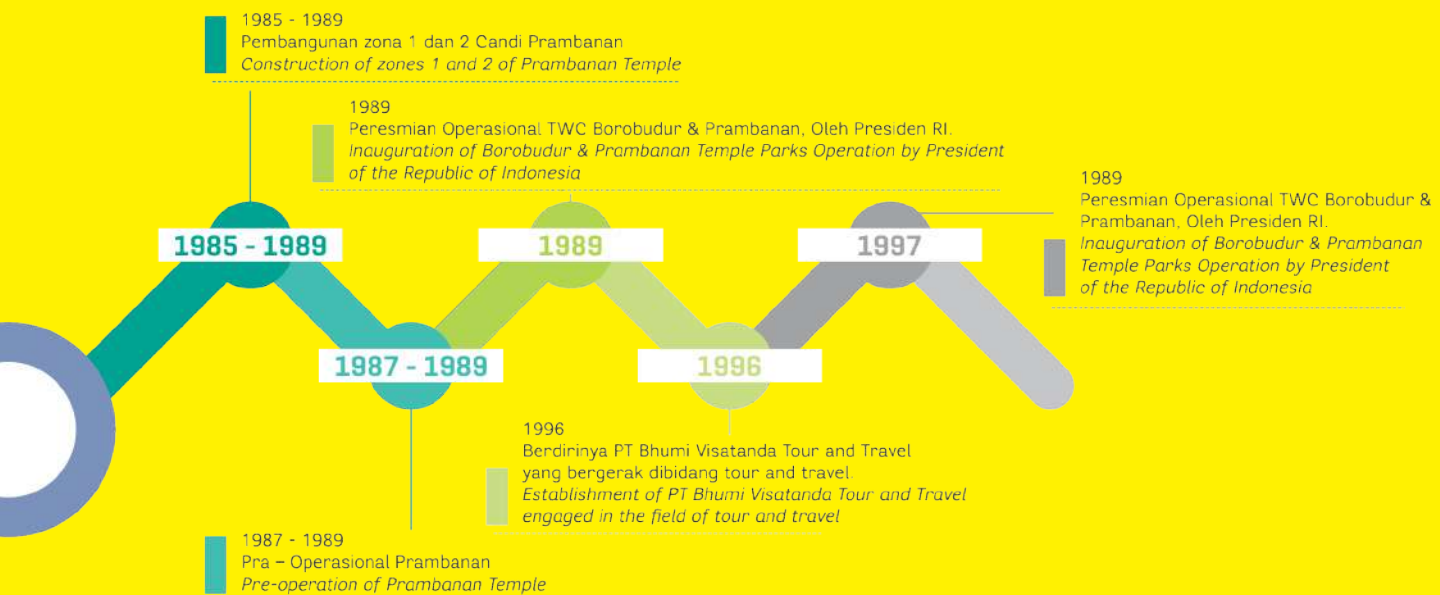 1985 - 1989
Pembangunan zona 1 dan 2 Candi Prambanan
Construction of zones 1 and 2 of Prambanan Temple
1989
Peresmian Operasional TWC Borobudur & Prambanan, Oleh Presiden RI.
Inauguration of Borobudur & Prambanan Temple Parks Operation by President
of the Republic of Indonesia
1989
Peresmian Operasional TWC Borobudur &
Prambanan, Oleh Presiden RI.
Inauguration of Borobudur & Prambanan
Temple Parks Operation by President
of the Republic of Indonesia
1985 - 1989
1989
1997
1987 - 1989
1996
1996
Berdirinya PT Bhumi Visatanda Tour and Travel
yang bergerak dibidang tour and travel.
Establishment of PT Bhumi Visatanda Tour and Travel
engaged in the field of tour and travel
1987 - 1989
Pra – Operasional Prambanan
Pre-operation of Prambanan Temple